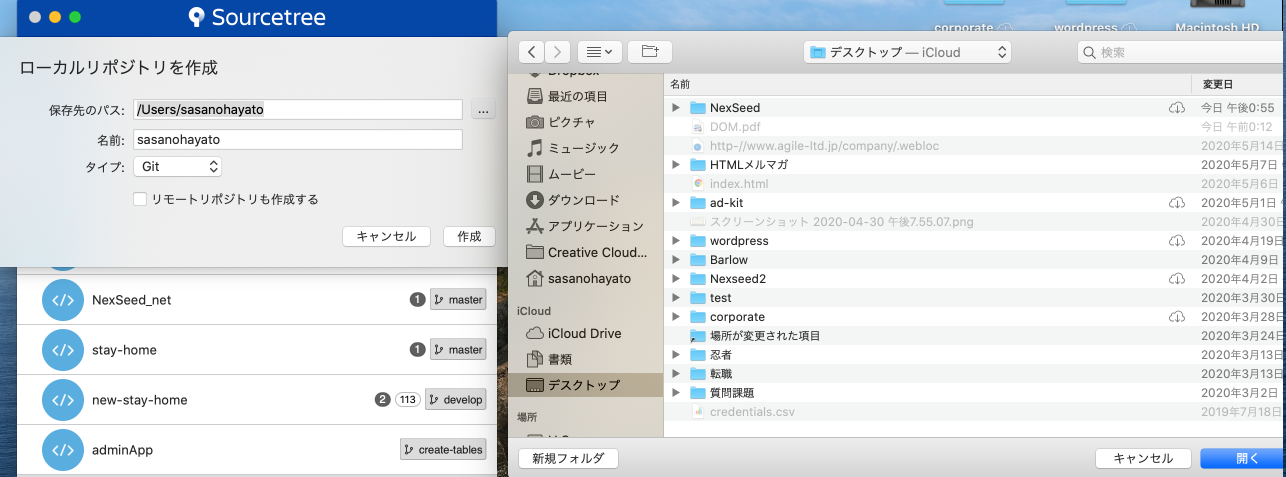 Sourcetree
ローカルリポジトリを作成
保存先のパス: /Users/sasanohayato ...
名前: sasanohayato
タイプ: Git
リモートリポジトリも作成する
キャンセル 作成
NexSeed_net 1 master
stay-home 1 master
new-stay-home 2 113 develop
adminApp create-tables
corporate wordpress Macintosh HD
デスクトップ — iCloud 検索
Dropbox
最近の項目
ピクチャ
ミュージック
ムービー
ダウンロード
アプリケーション
Creative Cloud...
sasanohayato
iCloud
iCloud Drive
書類
デスクトップ
場所
名前 変更日
NexSeed 今日 午後0:55
DOM.pdf 今日 午前0:12
http-//www.agile-ltd.jp/company/.webloc 2020年5月14日
HTMLメルマガ 2020年5月7日
index.html 2020年5月6日
ad-kit 2020年5月1日
スクリーンショット 2020-04-30 午後7.55.07.png 2020年4月30日
wordpress 2020年4月19日
Barlow 2020年4月9日
Nexseed2 2020年4月2日
test 2020年3月30日
corporate 2020年3月28日
場所が変更された項目 2020年3月24日
忍者 2020年3月13日
転職 2020年3月13日
質問課題 2020年3月2日
credentials.csv 2019年7月18日
新規フォルダ キャンセル 開く